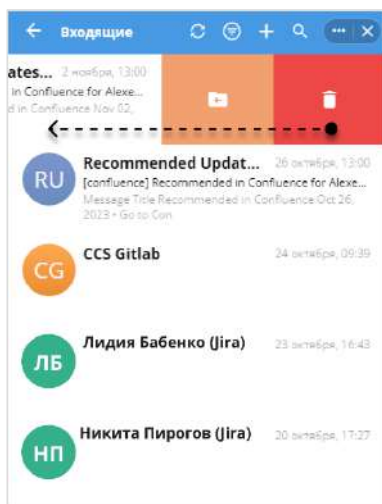 Входящие
ates... 2 ноября, 13:00
in Confluence for Alexe...
d in Confluence Nov 02,
RU
Recommended Updat... 26 октября, 13:00
[confluence] Recommended in Confluence for Alexe...
Message Title Recommended in Confluence Oct 26,
2023 • Go to Con
CG
CCS Gitlab 24 октября, 09:39
ЛБ
Лидия Бабенко (Jira) 23 октября, 16:43
НП
Никита Пирогов (Jira) 20 октября, 17:27